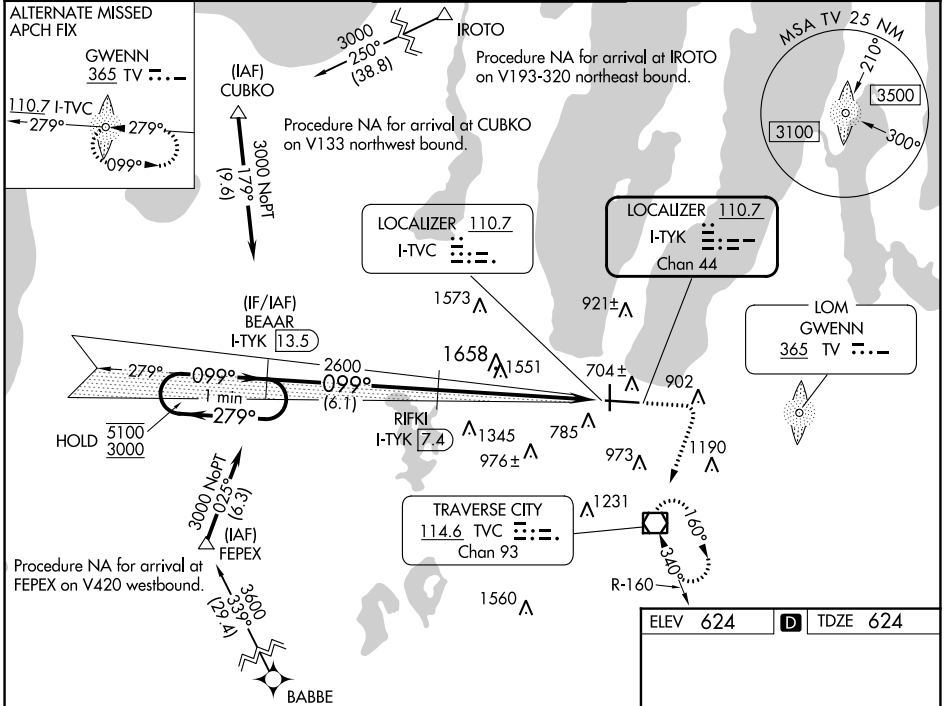 ALTERNATE MISSED
APCH FIX
GWENN
365 TV
110.7 I-TVC
279°
279°
099°
3000
250°
(38.8)
IROTO
Procedure NA for arrival at IROTO
on V193-320 northeast bound.
(IAF)
CUBKO
Procedure NA for arrival at CUBKO
on V133 northwest bound.
3000 NoPT
179°
(9.6)
MSA TV 25 NM
210°
3500
3100
300°
LOCALIZER 110.7
I-TVC
LOCALIZER 110.7
I-TYK
Chan 44
1573
921±
LOM
GWENN
365 TV
(IF/IAF)
BEAAR
I-TYK 13.5
1658
1551
2600
704±
902
279°
099°
099°
1 min
(6.1)
279°
HOLD
5100
3000
RIFKI
I-TYK 7.4
1345
785
976±
973
1190
3000 NoPT
025°
(6.3)
(IAF)
FEPEX
TRAVERSE CITY
114.6 TVC
Chan 93
1231
160°
340°
R-160
Procedure NA for arrival at
FEPEX on V420 westbound.
3600
339°
(29.4)
1560
BABBE
ELEV 624 D TDZE 624